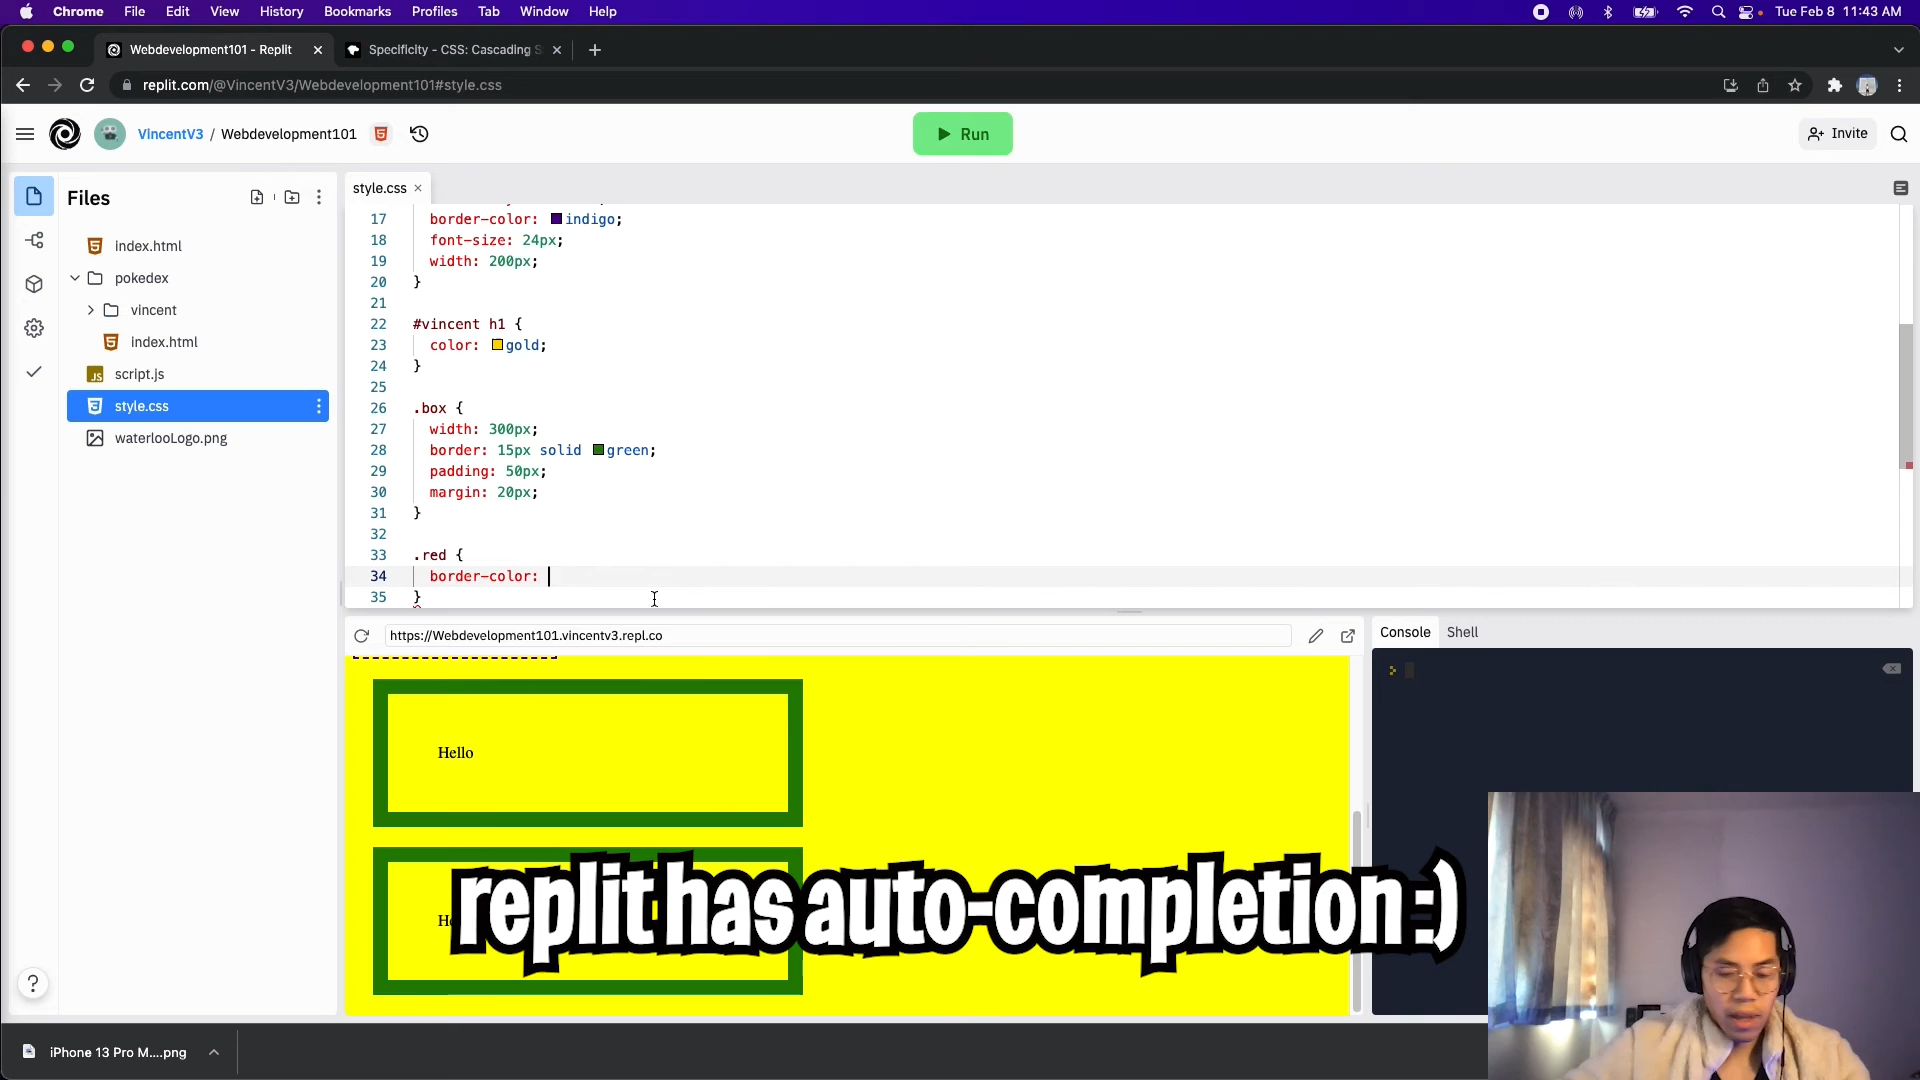 Chrome File Edit View History Bookmarks Profiles Tab Window Help Tue Feb 8 11:43 AM
Webdevelopment101 - Replit Specificity - CSS: Cascading S
replit.com/@VincentV3/Webdevelopment101#style.css
VincentV3 / Webdevelopment101 Run Invite
Files
index.html
pokedex
vincent
index.html
script.js
style.css
waterlooLogo.png
style.css
17 border-color: indigo;
18 font-size: 24px;
19 width: 200px;
20 }
21
22 #vincent h1 {
23 color: gold;
24 }
25
26 .box {
27 width: 300px;
28 border: 15px solid green;
29 padding: 50px;
30 margin: 20px;
31 }
32
33 .red {
34 border-color:
35 }
https://Webdevelopment101.vincentv3.repl.co
Console Shell
Hello
replit has auto-completion :)
iPhone 13 Pro M....png